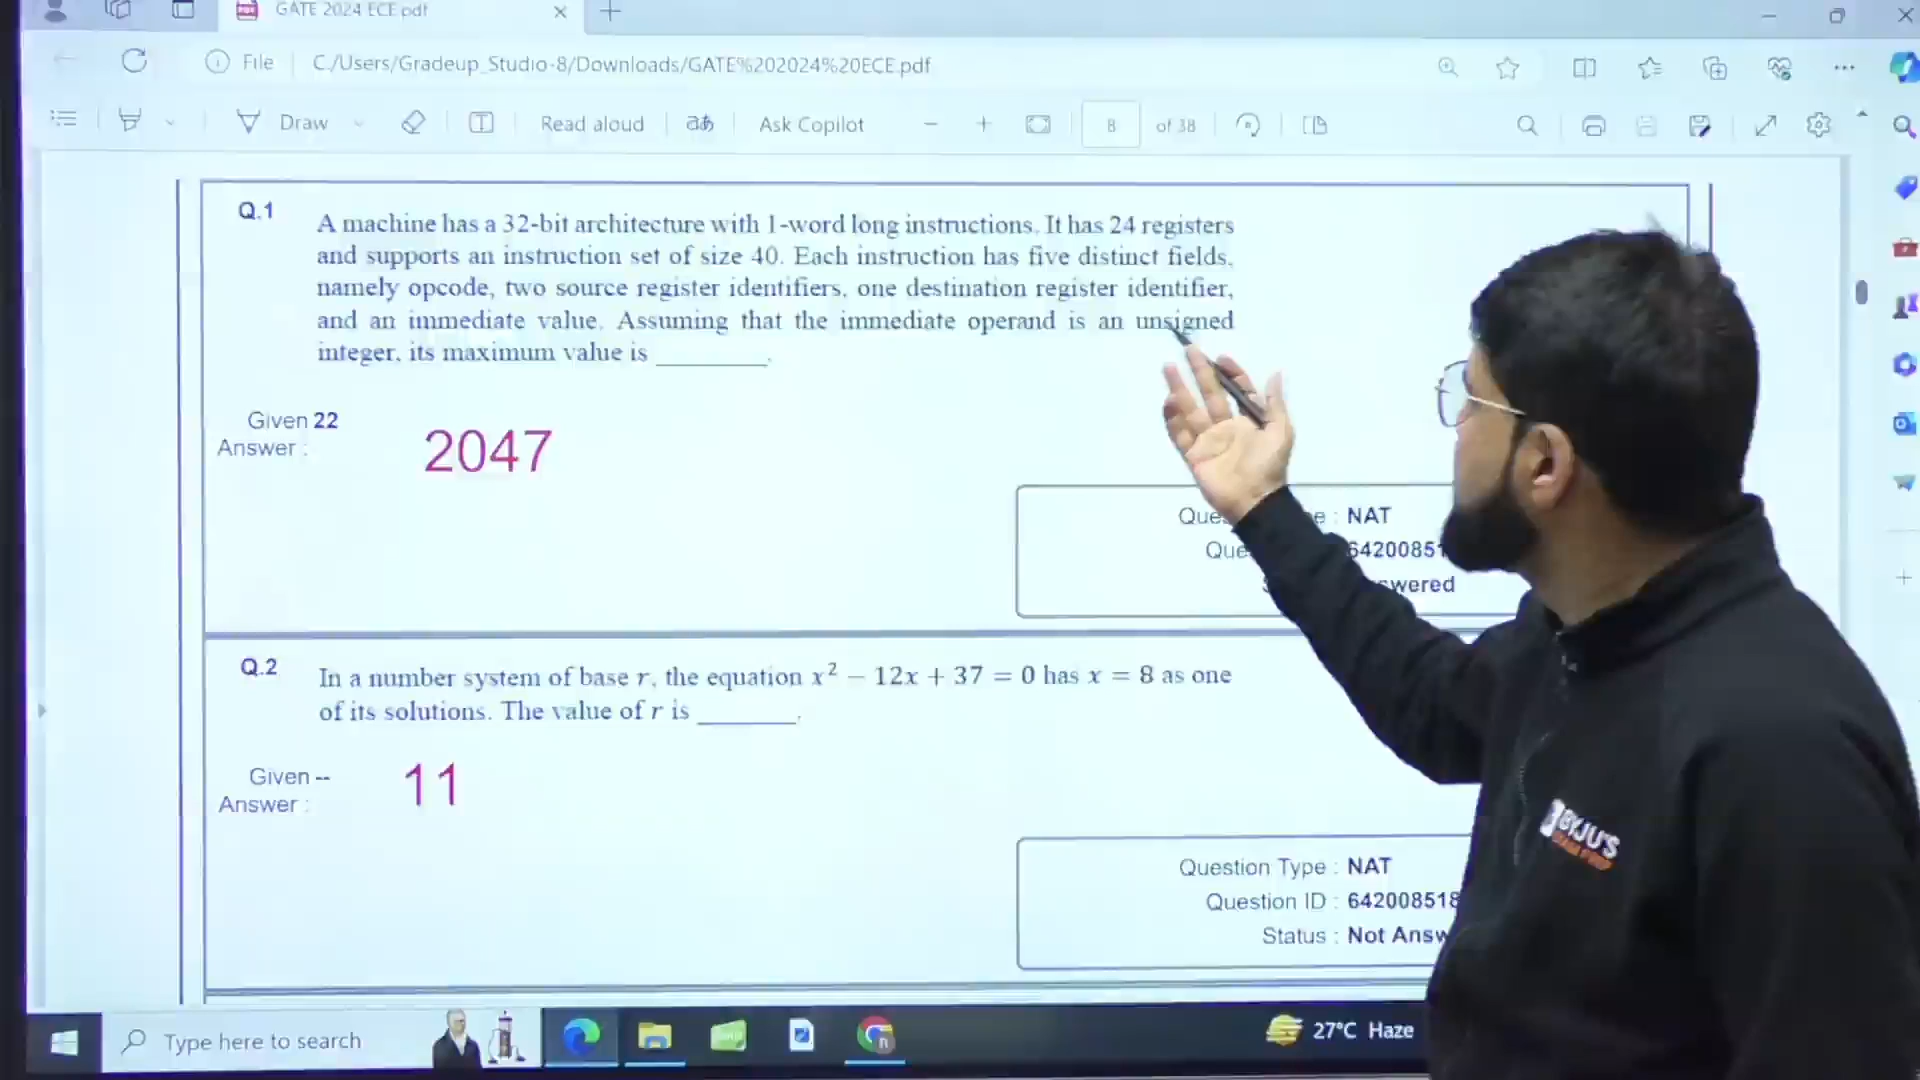 GATE 2024 ECE.pdf
File
C:/Users/Gradeup_Studio-8/Downloads/GATE%202024%20ECE.pdf
Draw
Read aloud
aあ
Ask Copilot
8
of 38
Q.1
A machine has a 32-bit architecture with 1-word long instructions. It has 24 registers
and supports an instruction set of size 40. Each instruction has five distinct fields,
namely opcode, two source register identifiers, one destination register identifier,
and an immediate value. Assuming that the immediate operand is an unsigned
integer, its maximum value is ________.
Given 22
Answer :
2047
: NAT
6420085
Q.2
In a number system of base r, the equation x² − 12x + 37 = 0 has x = 8 as one
of its solutions. The value of r is ________.
Given --
Answer :
11
Question Type : NAT
Question ID : 642008518
Status : Not
BYJU'S
Type here to search
27°C Haze